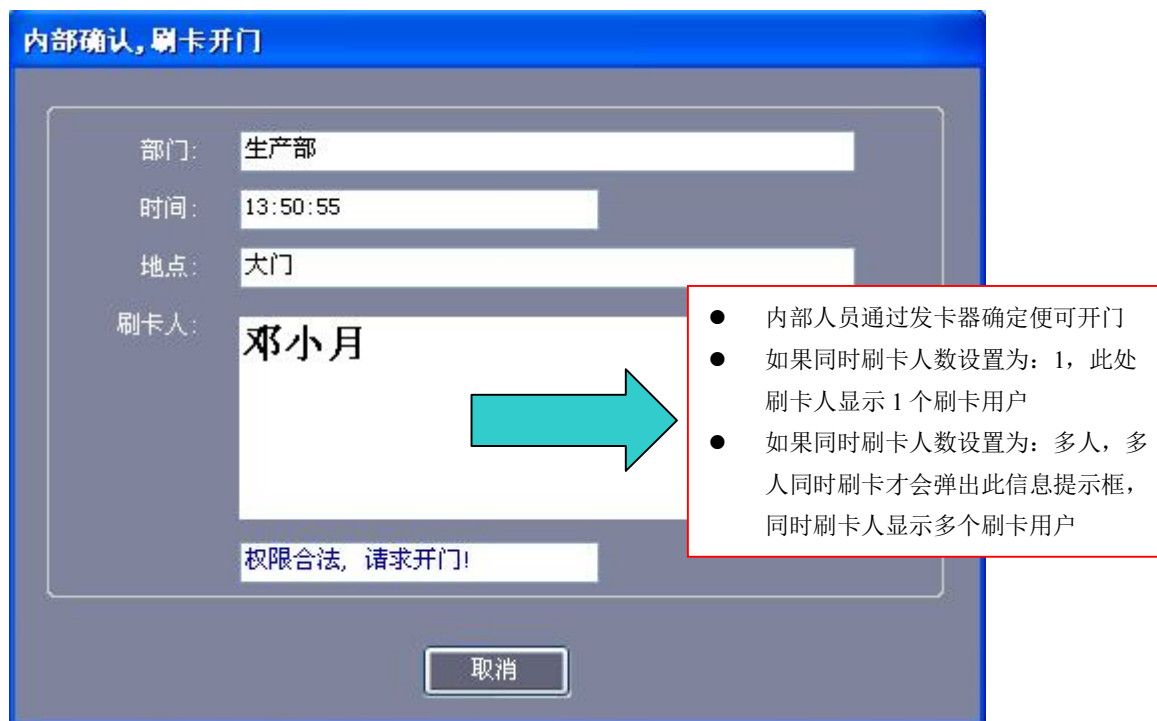 内部确认,刷卡开门
部门:
生产部
时间:
13:50:55
地点:
大门
刷卡人:
邓小月
● 内部人员通过发卡器确定便可开门
● 如果同时刷卡人数设置为：1，此处
刷卡人显示 1 个刷卡用户
● 如果同时刷卡人数设置为：多人，多
人同时刷卡才会弹出此信息提示框，
同时刷卡人显示多个刷卡用户
权限合法, 请求开门!
取消